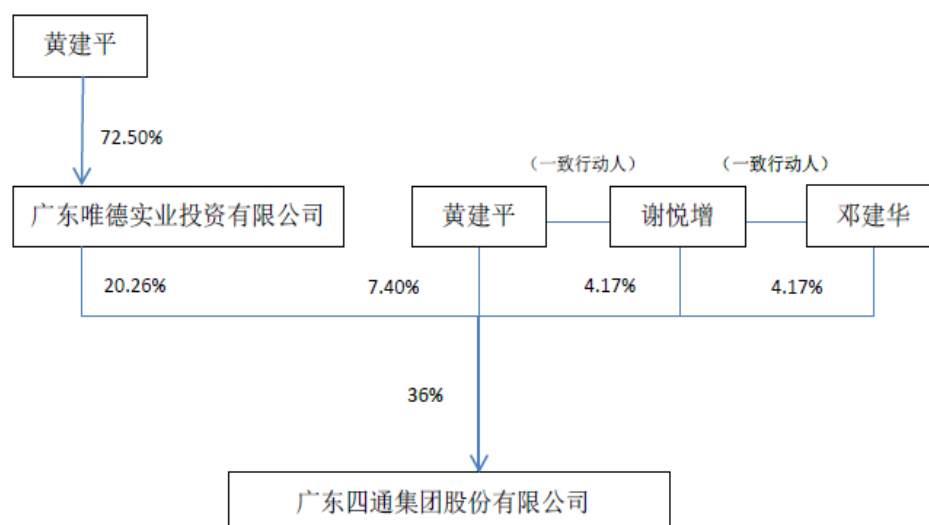 黄建平
72.50%
（一致行动人）
（一致行动人）
广东唯德实业投资有限公司
黄建平
谢悦增
邓建华
20.26%
7.40%
4.17%
4.17%
36%
广东四通集团股份有限公司